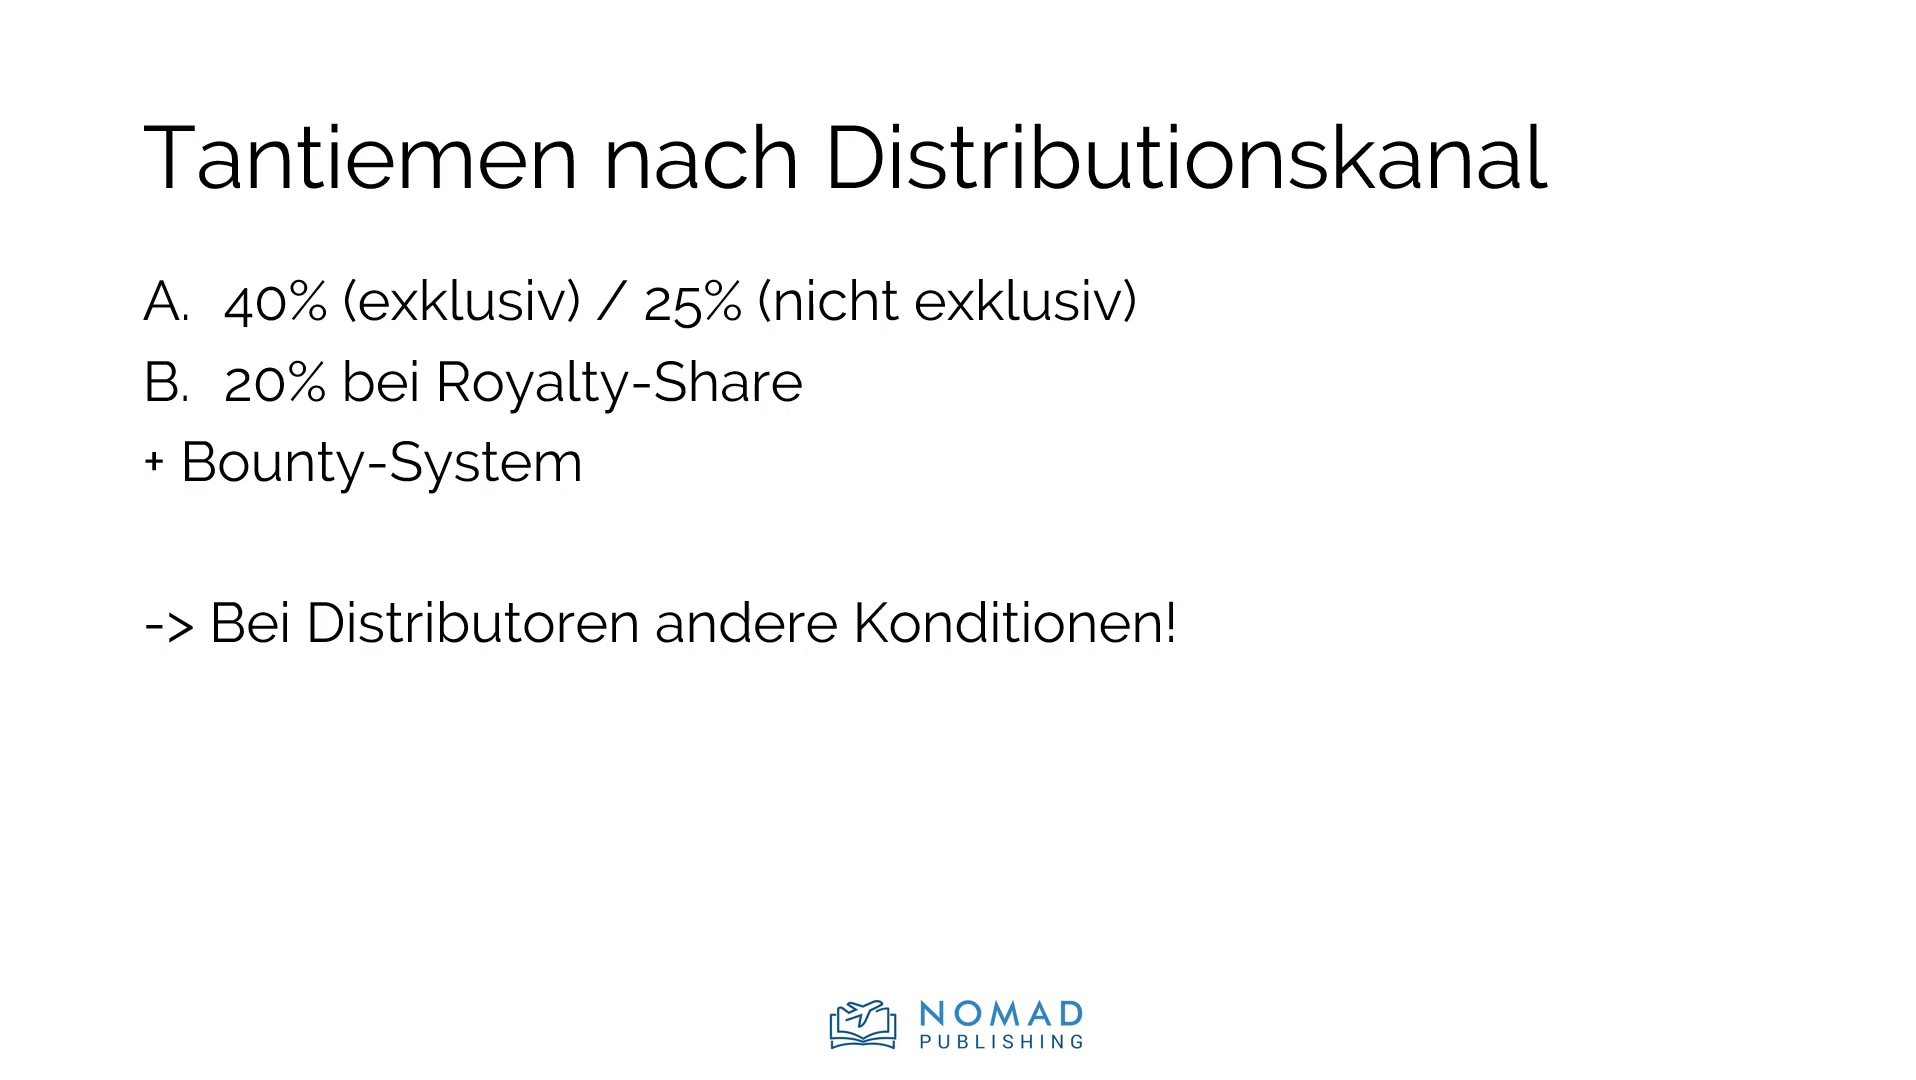 Tantiemen nach Distributionskanal
A. 40% (exklusiv) / 25% (nicht exklusiv)
B. 20% bei Royalty-Share
+ Bounty-System
-> Bei Distributoren andere Konditionen!
NOMAD
PUBLISHING